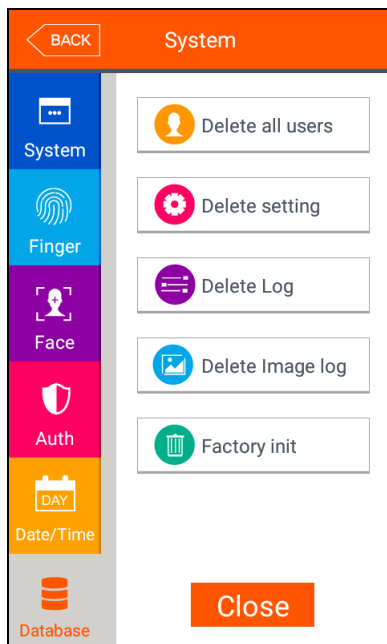 BACK
System
System
Finger
Face
Auth
DAY
Date/Time
Database
Delete all users
Delete setting
Delete Log
Delete Image log
Factory init
Close